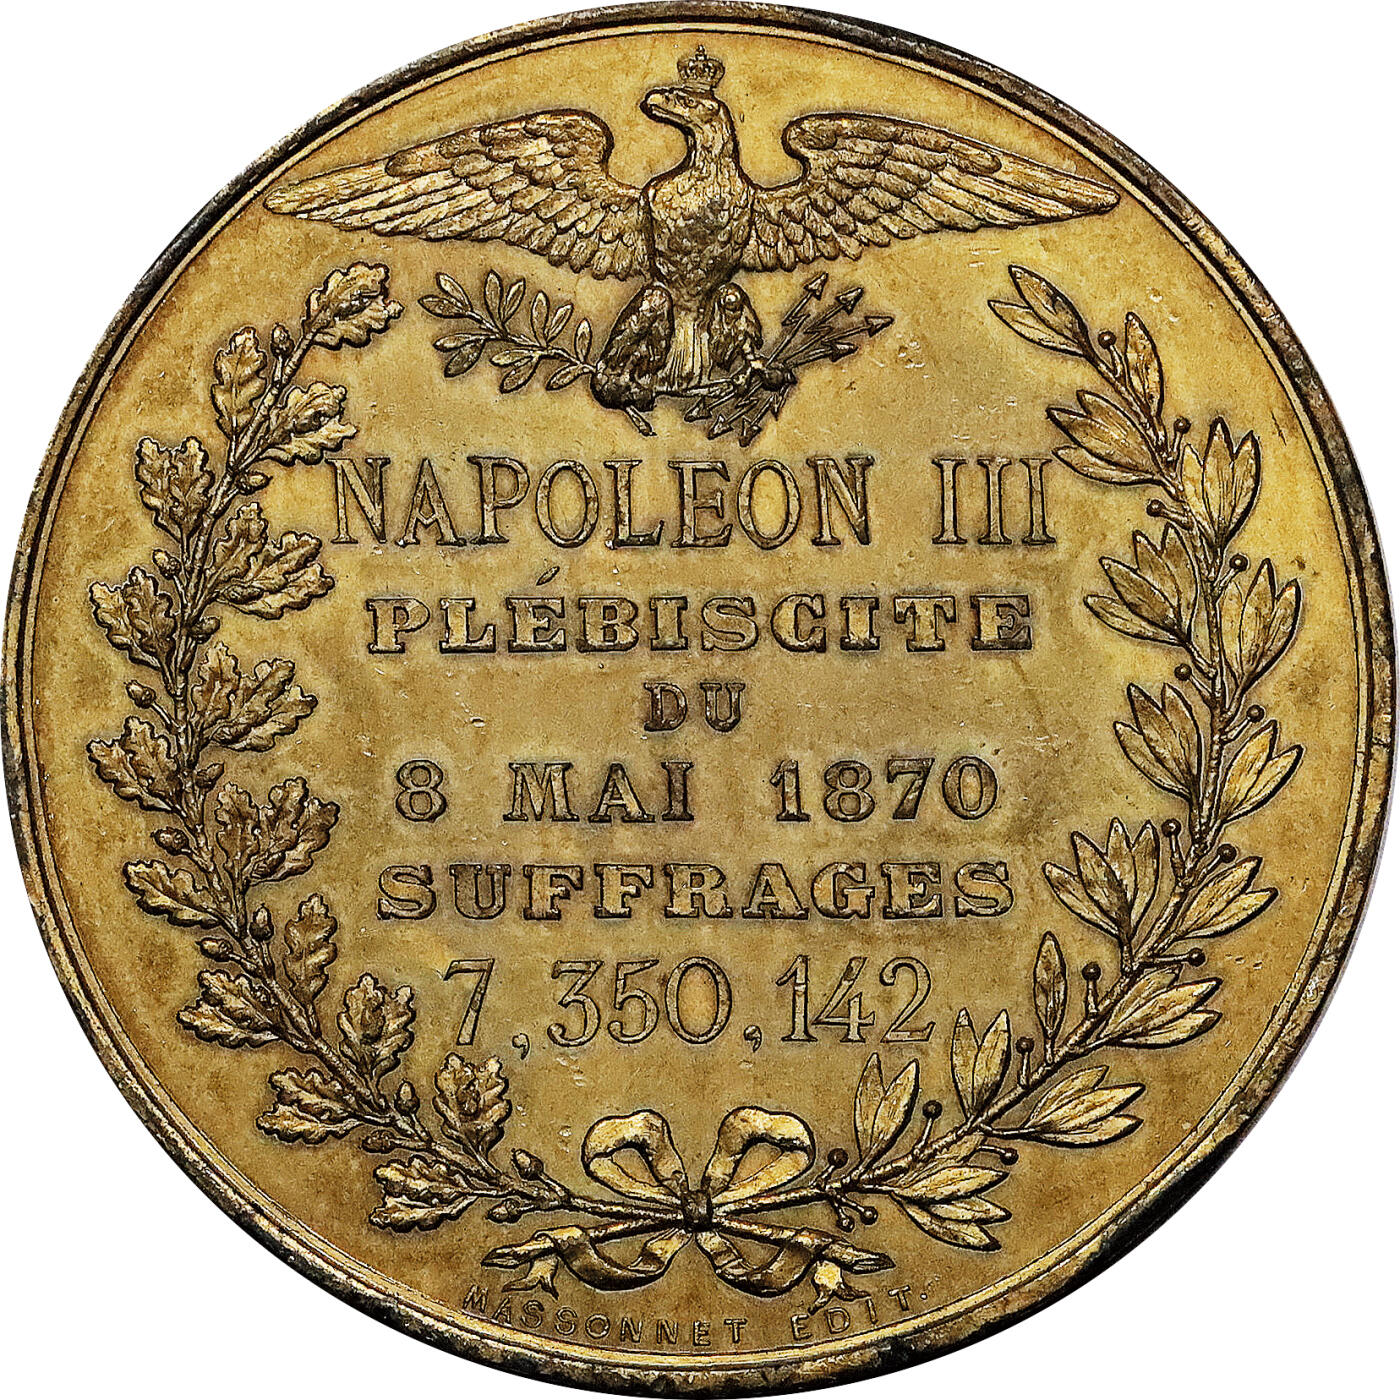 NAPOLEON III
PLÉBISCITE
DU
8 MAI 1870
SUFFRAGES
7,350,142
MASSONNET EDIT.